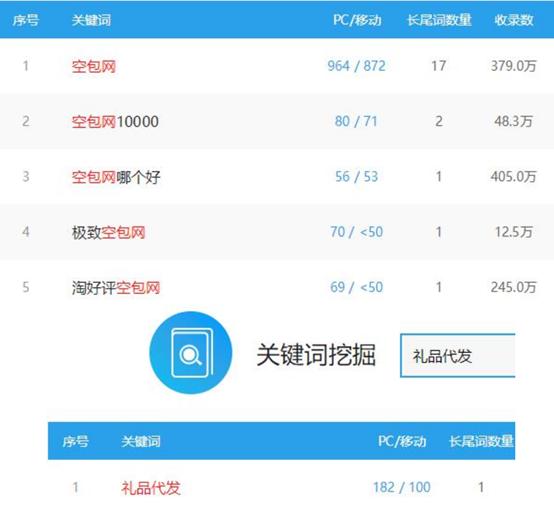 序号 关键词 PC/移动 长尾词数量 收录数
1 空包网 964 / 872 17 379.0万
2 空包网10000 80 / 71 2 48.3万
3 空包网哪个好 56 / 53 1 405.0万
4 极致空包网 70 / <50 1 12.5万
5 淘好评空包网 69 / <50 1 245.0万
关键词挖掘 礼品代发
序号 关键词 PC/移动 长尾词数量
1 礼品代发 182 / 100 1